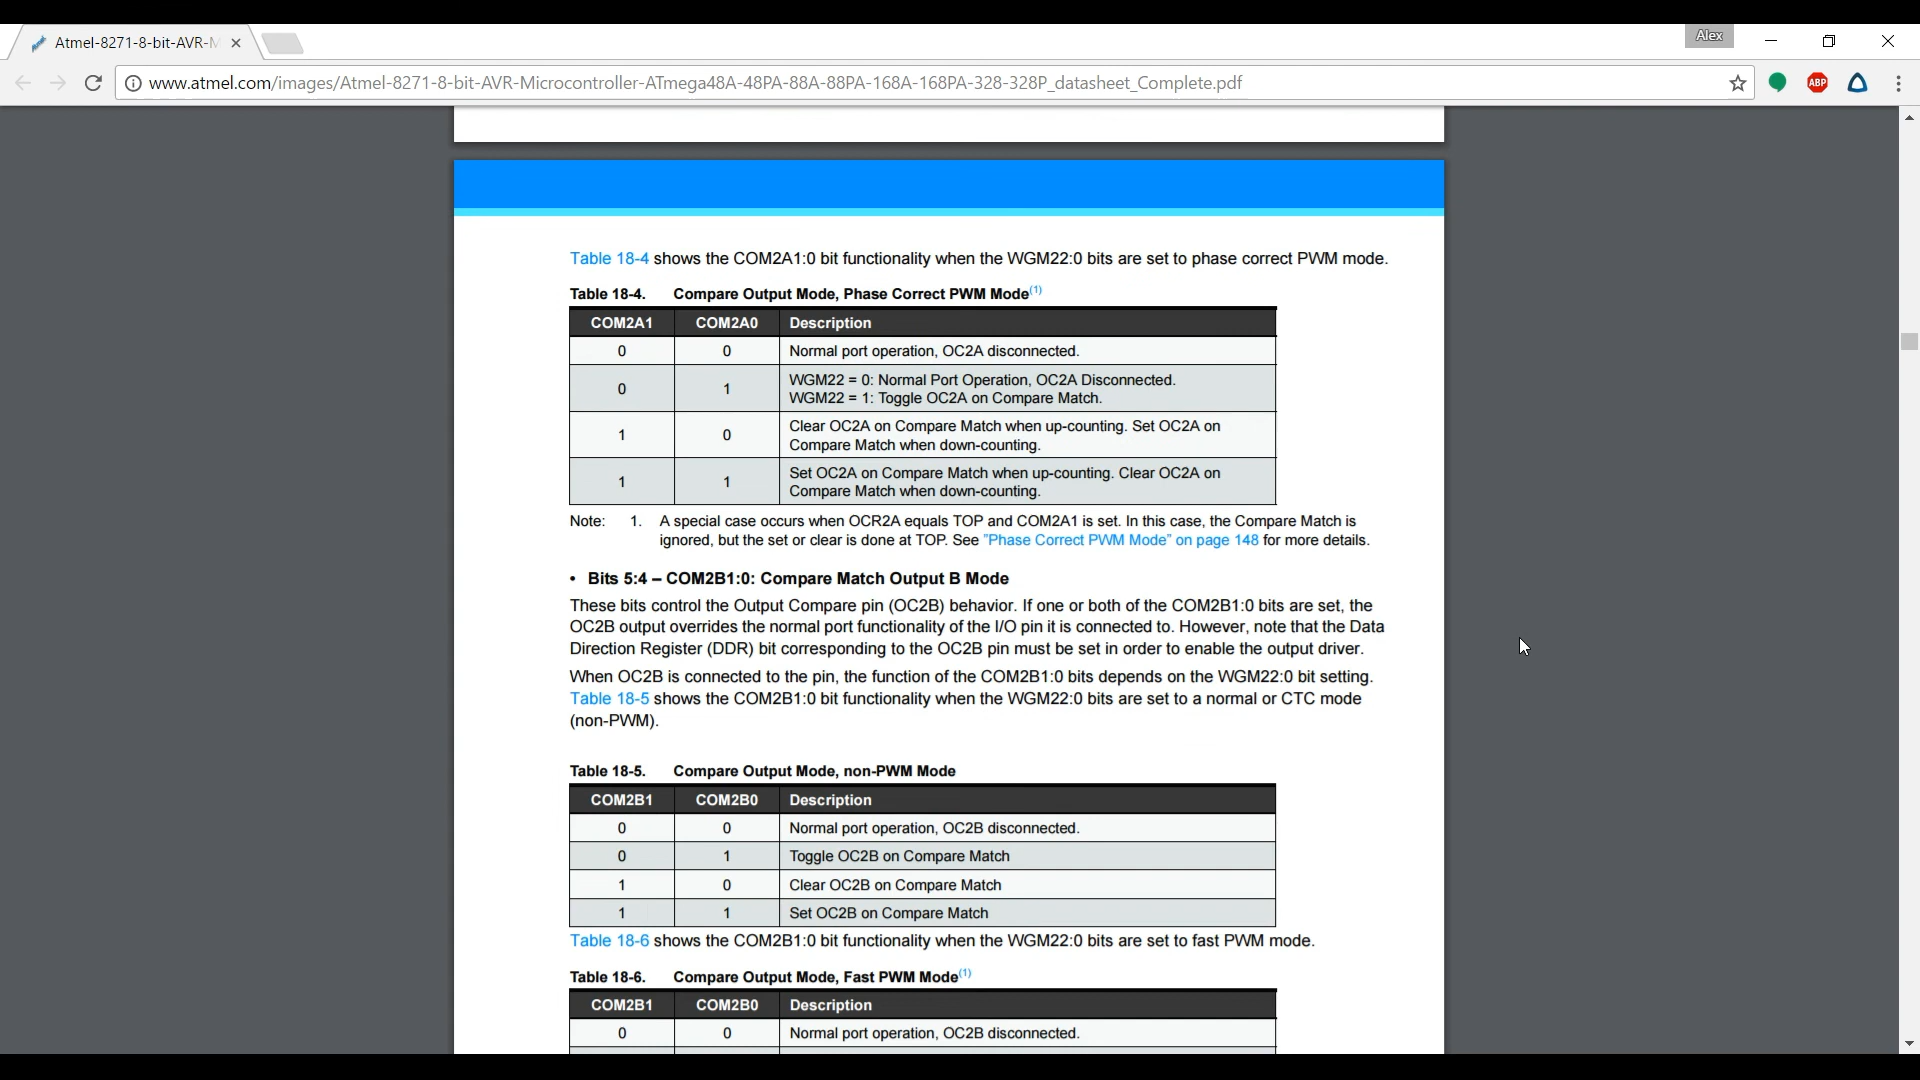 Atmel-8271-8-bit-AVR-M
Alex
www.atmel.com/images/Atmel-8271-8-bit-AVR-Microcontroller-ATmega48A-48PA-88A-88PA-168A-168PA-328-328P_datasheet_Complete.pdf
ABP
Table 18-4 shows the COM2A1:0 bit functionality when the WGM22:0 bits are set to phase correct PWM mode.
Table 18-4. Compare Output Mode, Phase Correct PWM Mode(1)
COM2A1 COM2A0 Description
0 0 Normal port operation, OC2A disconnected.
0 1 WGM22 = 0: Normal Port Operation, OC2A Disconnected.
WGM22 = 1: Toggle OC2A on Compare Match.
1 0 Clear OC2A on Compare Match when up-counting. Set OC2A on
Compare Match when down-counting.
1 1 Set OC2A on Compare Match when up-counting. Clear OC2A on
Compare Match when down-counting.
Note: 1. A special case occurs when OCR2A equals TOP and COM2A1 is set. In this case, the Compare Match is
ignored, but the set or clear is done at TOP. See "Phase Correct PWM Mode" on page 148 for more details.
• Bits 5:4 – COM2B1:0: Compare Match Output B Mode
These bits control the Output Compare pin (OC2B) behavior. If one or both of the COM2B1:0 bits are set, the
OC2B output overrides the normal port functionality of the I/O pin it is connected to. However, note that the Data
Direction Register (DDR) bit corresponding to the OC2B pin must be set in order to enable the output driver.
When OC2B is connected to the pin, the function of the COM2B1:0 bits depends on the WGM22:0 bit setting.
Table 18-5 shows the COM2B1:0 bit functionality when the WGM22:0 bits are set to a normal or CTC mode
(non-PWM).
Table 18-5. Compare Output Mode, non-PWM Mode
COM2B1 COM2B0 Description
0 0 Normal port operation, OC2B disconnected.
0 1 Toggle OC2B on Compare Match
1 0 Clear OC2B on Compare Match
1 1 Set OC2B on Compare Match
Table 18-6 shows the COM2B1:0 bit functionality when the WGM22:0 bits are set to fast PWM mode.
Table 18-6. Compare Output Mode, Fast PWM Mode(1)
COM2B1 COM2B0 Description
0 0 Normal port operation, OC2B disconnected.